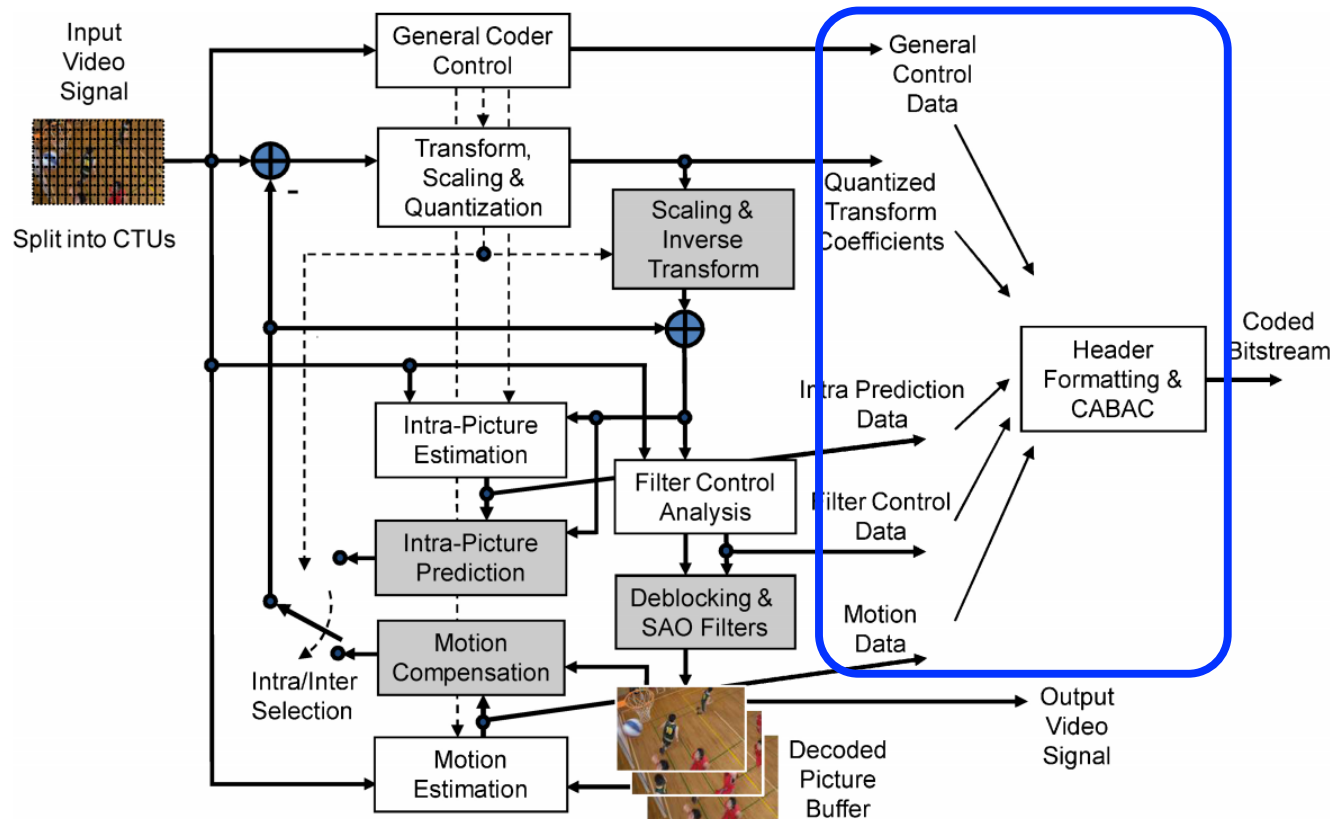 Input
Video
Signal
General Coder
Control
General
Control
Data
Transform,
Scaling &
Quantization
-
Split into CTUs
Quantized
Transform
Coefficients
Scaling &
Inverse
Transform
Header
Formatting &
CABAC
Coded
Bitstream
Intra-Picture
Estimation
Intra Prediction
Data
Filter Control
Analysis
Filter Control
Data
Intra-Picture
Prediction
Deblocking &
SAO Filters
Motion
Data
Motion
Compensation
Intra/Inter
Selection
Output
Video
Signal
Motion
Estimation
Decoded
Picture
Buffer